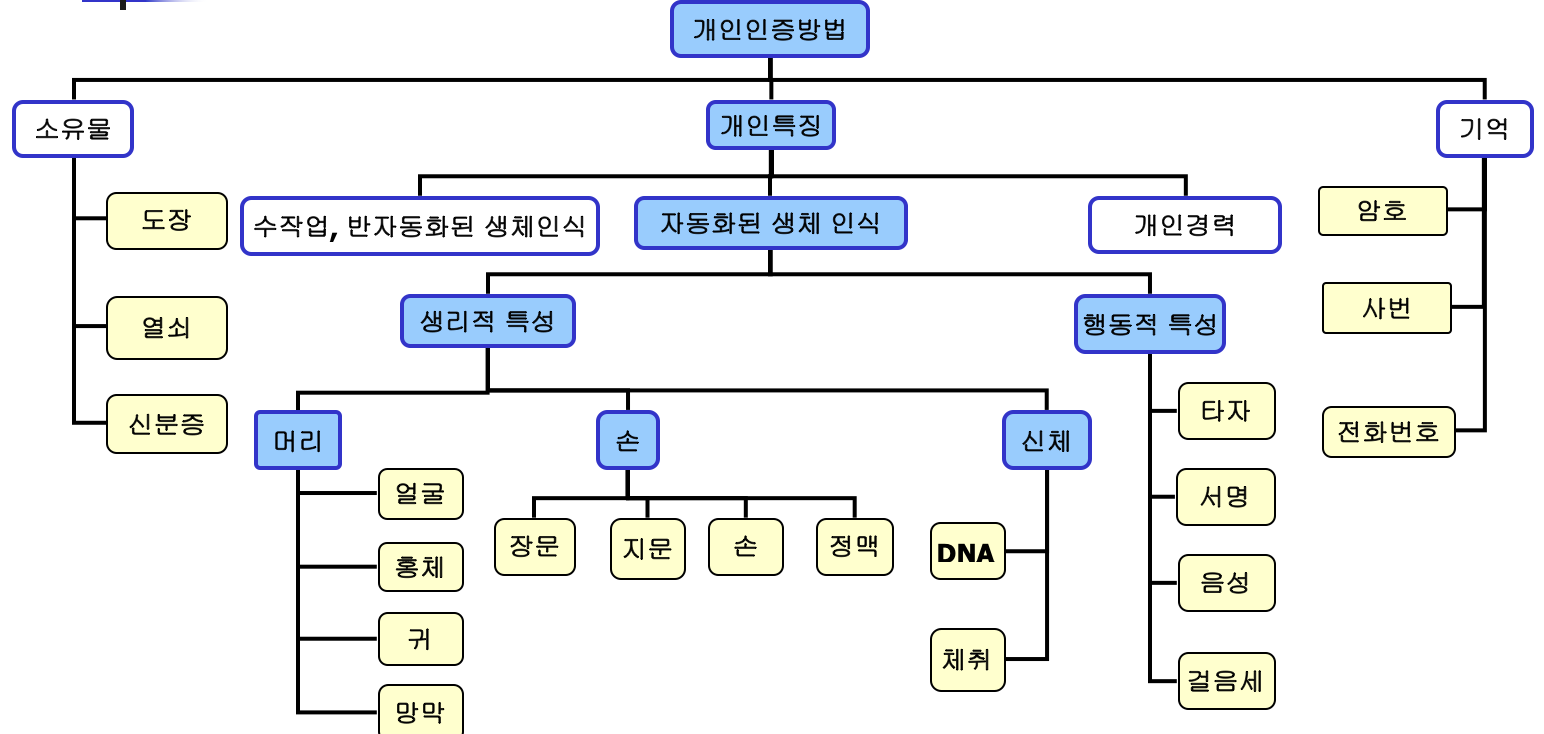 개인인증방법
소유물
개인특징
기억
도장
수작업, 반자동화된 생체인식
자동화된 생체 인식
개인경력
암호
열쇠
생리적 특성
행동적 특성
사번
신분증
머리
손
신체
타자
전화번호
얼굴
장문
지문
손
정맥
DNA
서명
홍체
음성
귀
체취
걸음세
망막